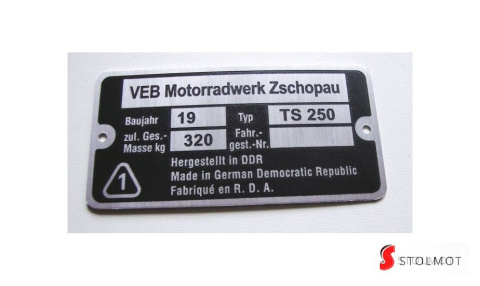 VEB Motorradwerk Zschopau
Baujahr 19 Typ TS 250
zul. Ges.-
Masse kg 320 Fahr.-
gest.-Nr.
Hergestellt in DDR
1 Made in German Democratic Republic
Fabriqué en R. D. A.
S STOLMOT